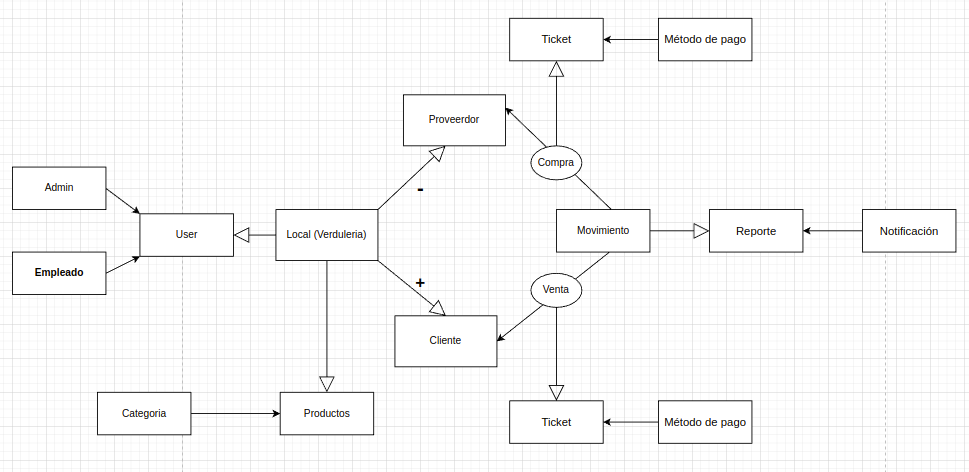 Ticket
Método de pago
Proveerdor
Compra
-
Admin
User
Local (Verduleria)
Movimiento
Reporte
Notificación
Empleado
+
Venta
Cliente
Categoria
Productos
Ticket
Método de pago